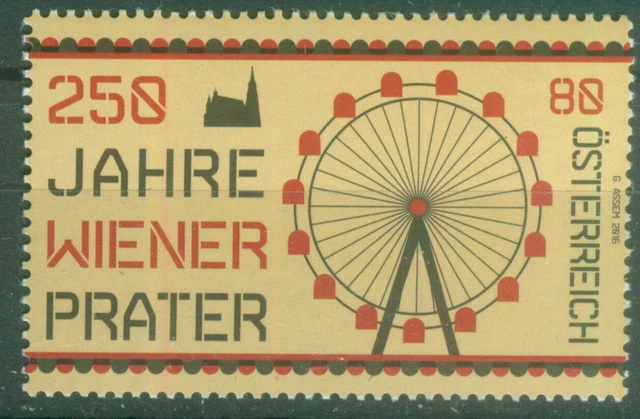 250
JAHRE
WIENER
PRATER
80
ÖSTERREICH
G. ASSEM 2016